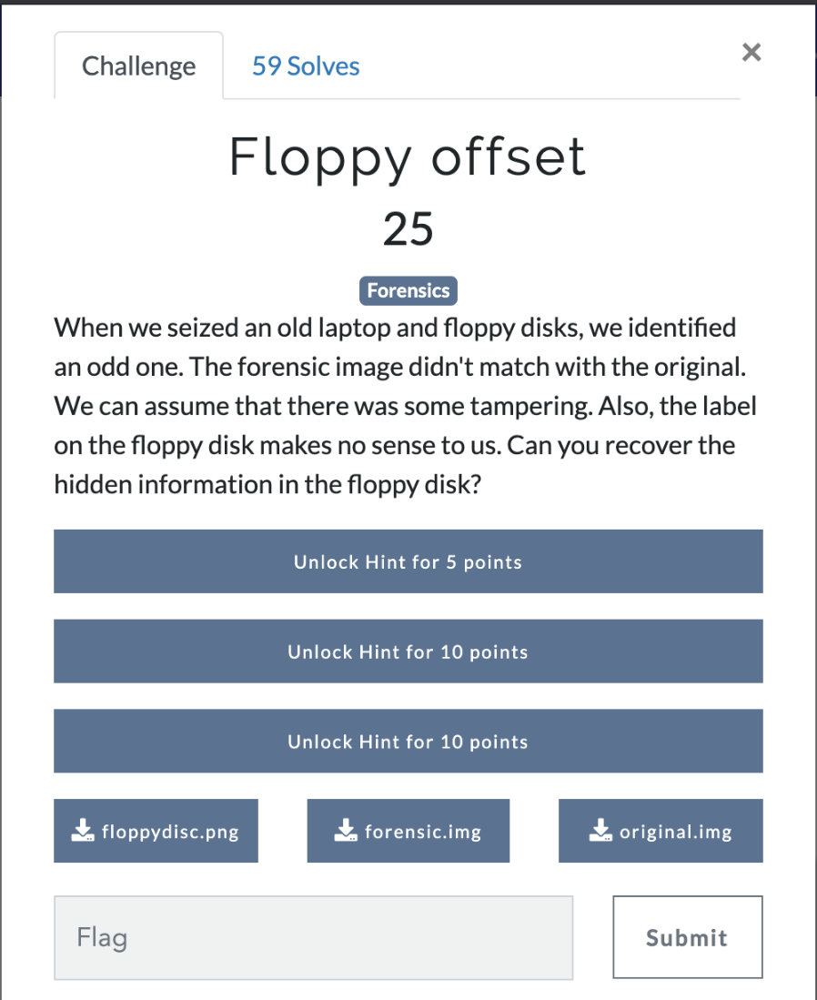 Challenge
59 Solves
×
Floppy offset
25
Forensics
When we seized an old laptop and floppy disks, we identified
an odd one. The forensic image didn't match with the original.
We can assume that there was some tampering. Also, the label
on the floppy disk makes no sense to us. Can you recover the
hidden information in the floppy disk?
Unlock Hint for 5 points
Unlock Hint for 10 points
Unlock Hint for 10 points
floppydisc.png
forensic.img
original.img
Flag
Submit